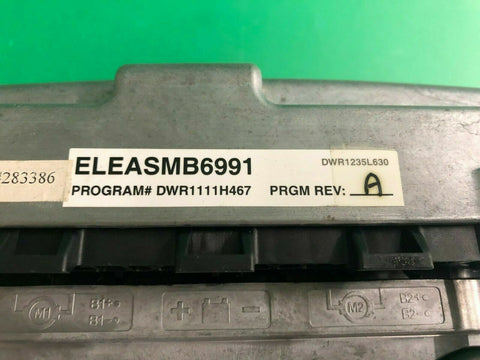 ELEASMB6991
DWR1235L630
283386
PROGRAM# DWR1111H467 PRGM REV: A
M1 B1+ B1- + - M2 B2+ B2-